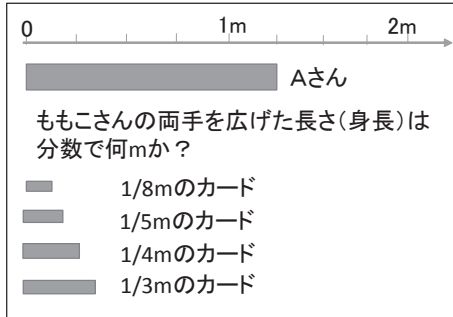 0 1m 2m
Aさん
ももこさんの両手を広げた長さ(身長)は
分数で何mか?
1/8mのカード
1/5mのカード
1/4mのカード
1/3mのカード